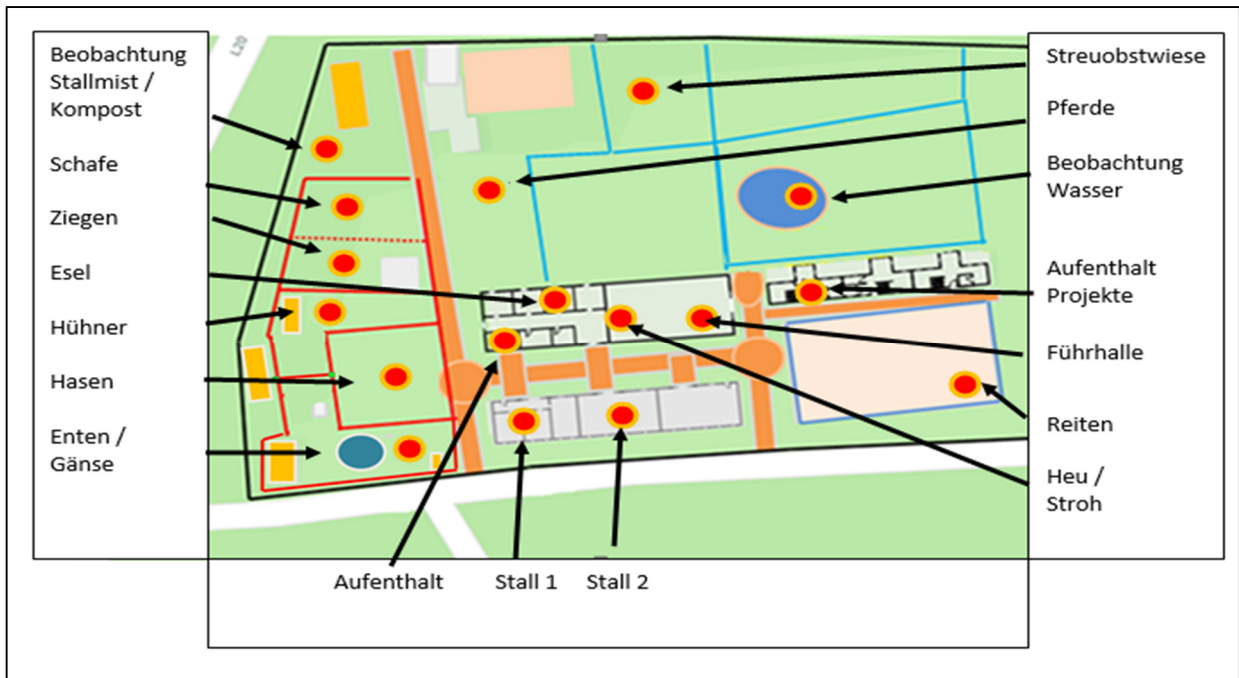 Beobachtung
Stallmist /
Kompost
Schafe
Ziegen
Esel
Hühner
Hasen
Enten /
Gänse
L20
Streuobstwiese
Pferde
Beobachtung
Wasser
Aufenthalt
Projekte
Führhalle
Reiten
Heu /
Stroh
Aufenthalt
Stall 1
Stall 2